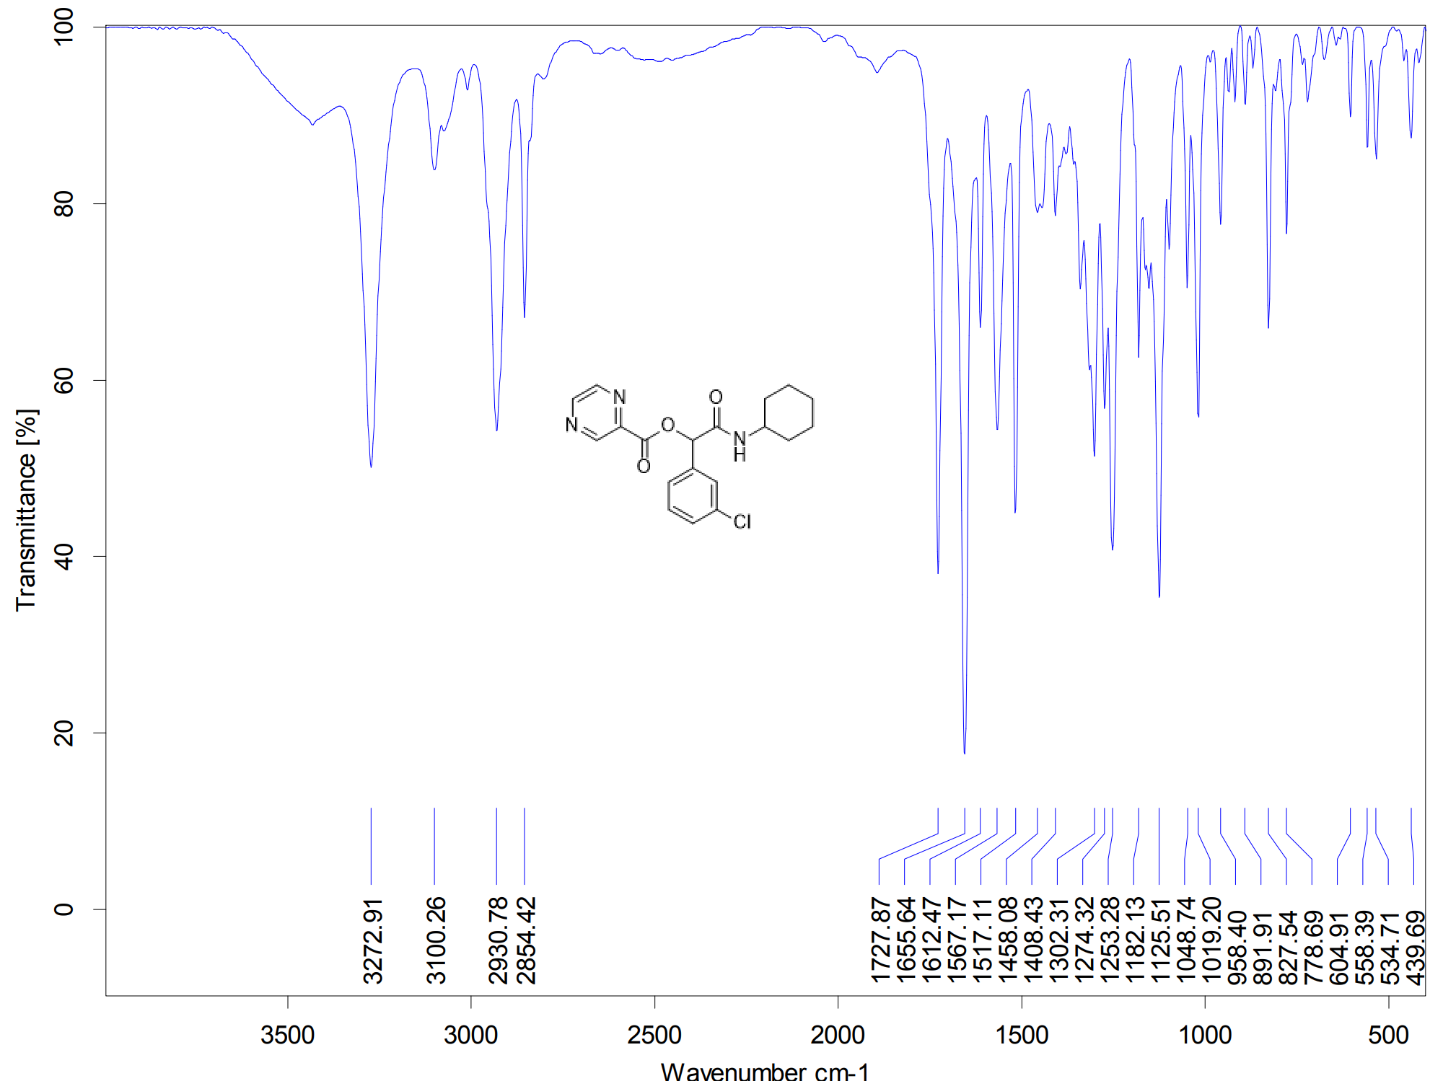 Transmittance [%]
100
80
60
40
20
0
N
N
O
O
O
N
H
Cl
3272.91
3100.26
2930.78
2854.42
1727.87
1655.64
1612.47
1567.17
1517.11
1458.08
1408.43
1302.31
1274.32
1253.28
1182.13
1125.51
1048.74
1019.20
958.40
891.91
827.54
778.69
604.91
558.39
534.71
439.69
3500 3000 2500 2000 1500 1000 500
Wavenumber cm-1